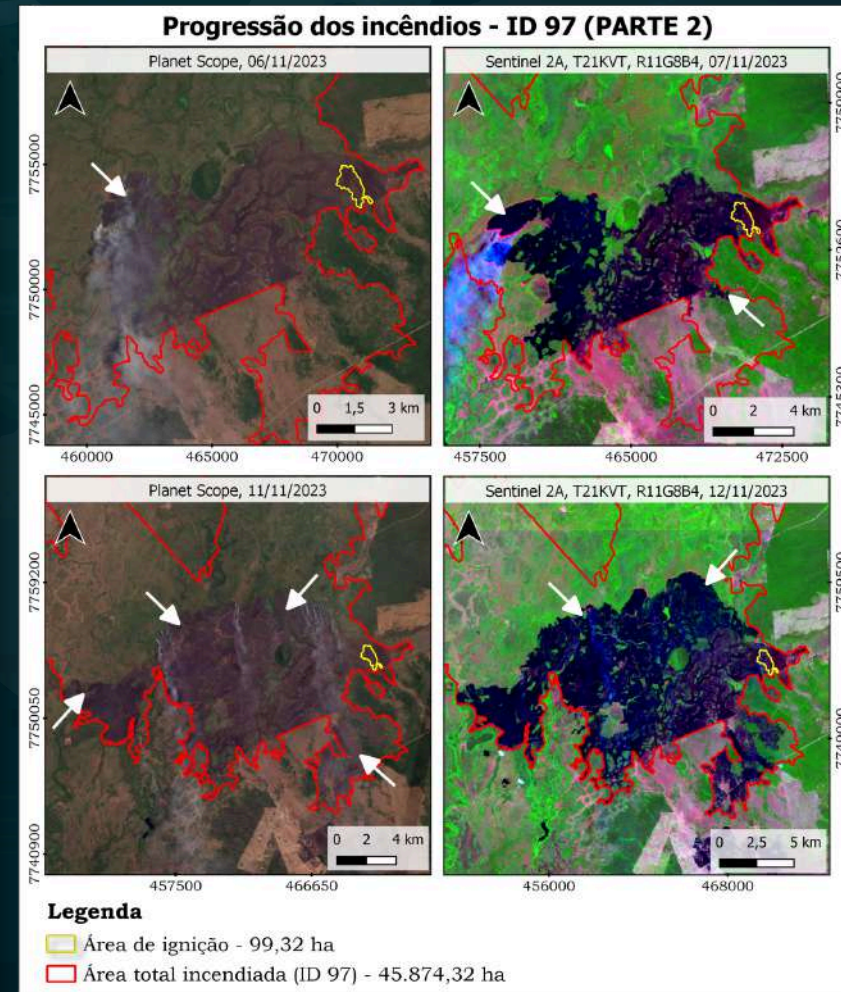 Progressão dos incêndios - ID 97 (PARTE 2)
Planet Scope, 06/11/2023
Sentinel 2A, T21KVT, R11G8B4, 07/11/2023
7755000
7750000
7745000
0 1,5 3 km
460000 465000 470000
7752600
0 2 4 km
457500 465000 472500
Planet Scope, 11/11/2023
Sentinel 2A, T21KVT, R11G8B4, 12/11/2023
7759200
7750050
7740900
0 2 4 km
457500 466650
0 2,5 5 km
456000 468000
Legenda
Área de ignição - 99,32 ha
Área total incendiada (ID 97) - 45.874,32 ha